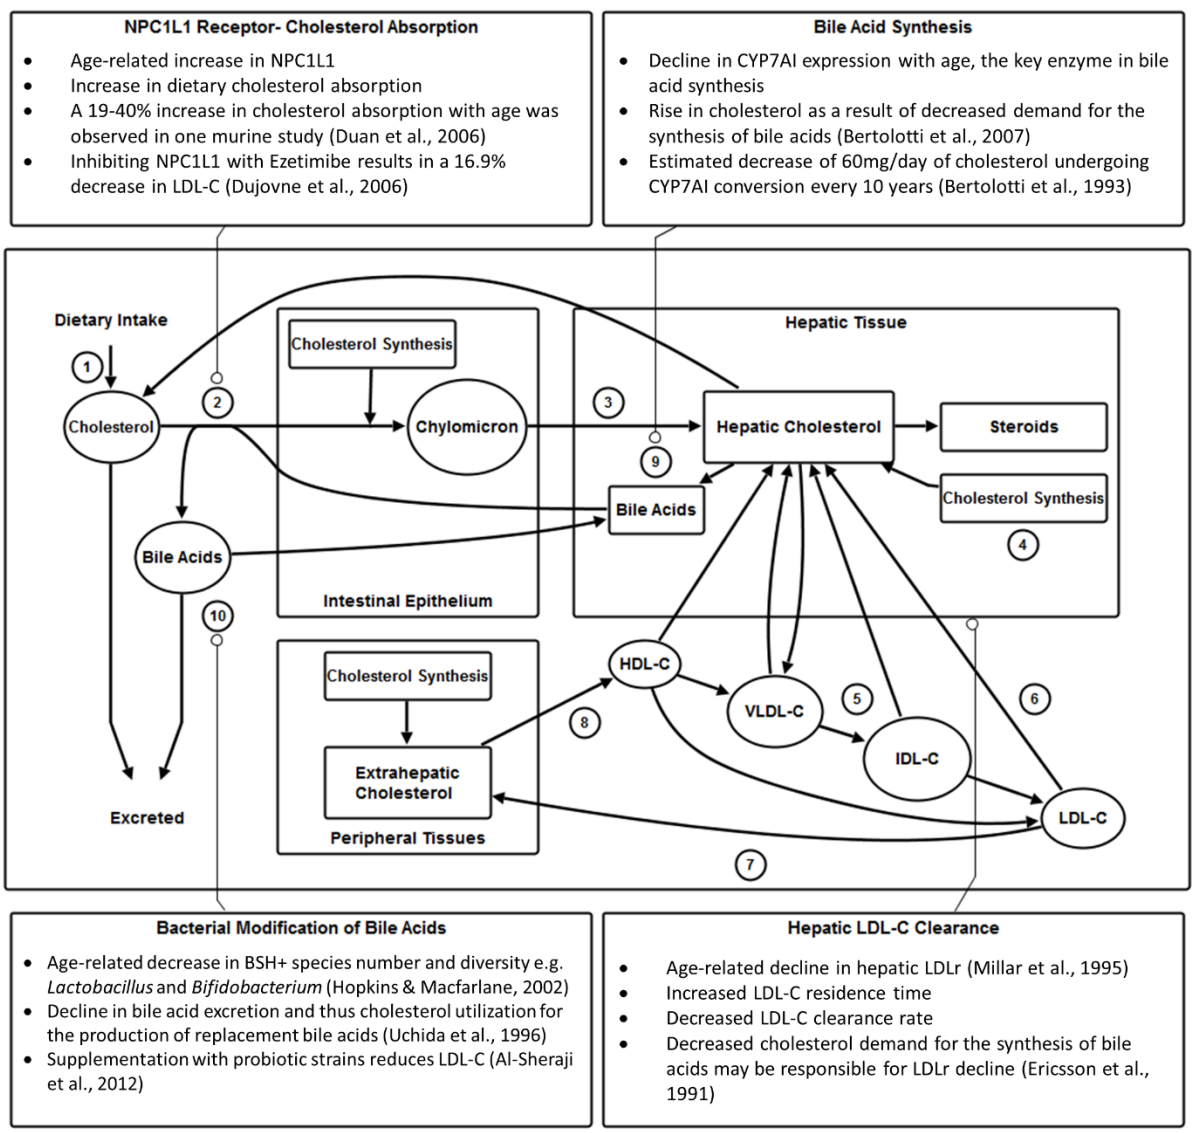 NPC1L1 Receptor- Cholesterol Absorption
• Age-related increase in NPC1L1
• Increase in dietary cholesterol absorption
• A 19-40% increase in cholesterol absorption with age was
observed in one murine study (Duan et al., 2006)
• Inhibiting NPC1L1 with Ezetimibe results in a 16.9%
decrease in LDL-C (Dujovne et al., 2006)
Bile Acid Synthesis
• Decline in CYP7AI expression with age, the key enzyme in bile
acid synthesis
• Rise in cholesterol as a result of decreased demand for the
synthesis of bile acids (Bertolotti et al., 2007)
• Estimated decrease of 60mg/day of cholesterol undergoing
CYP7AI conversion every 10 years (Bertolotti et al., 1993)
Dietary Intake
1
Cholesterol
2
Cholesterol Synthesis
Chylomicron
Intestinal Epithelium
3
Hepatic Tissue
Hepatic Cholesterol
Steroids
Cholesterol Synthesis
4
9
Bile Acids
Bile Acids
10
Excreted
Cholesterol Synthesis
Extrahepatic
Cholesterol
Peripheral Tissues
8
HDL-C
VLDL-C
5
IDL-C
6
LDL-C
7
Bacterial Modification of Bile Acids
• Age-related decrease in BSH+ species number and diversity e.g.
Lactobacillus and Bifidobacterium (Hopkins & Macfarlane, 2002)
• Decline in bile acid excretion and thus cholesterol utilization for
the production of replacement bile acids (Uchida et al., 1996)
• Supplementation with probiotic strains reduces LDL-C (Al-Sheraji
et al., 2012)
Hepatic LDL-C Clearance
• Age-related decline in hepatic LDLr (Millar et al., 1995)
• Increased LDL-C residence time
• Decreased LDL-C clearance rate
• Decreased cholesterol demand for the synthesis of bile
acids may be responsible for LDLr decline (Ericsson et al.,
1991)